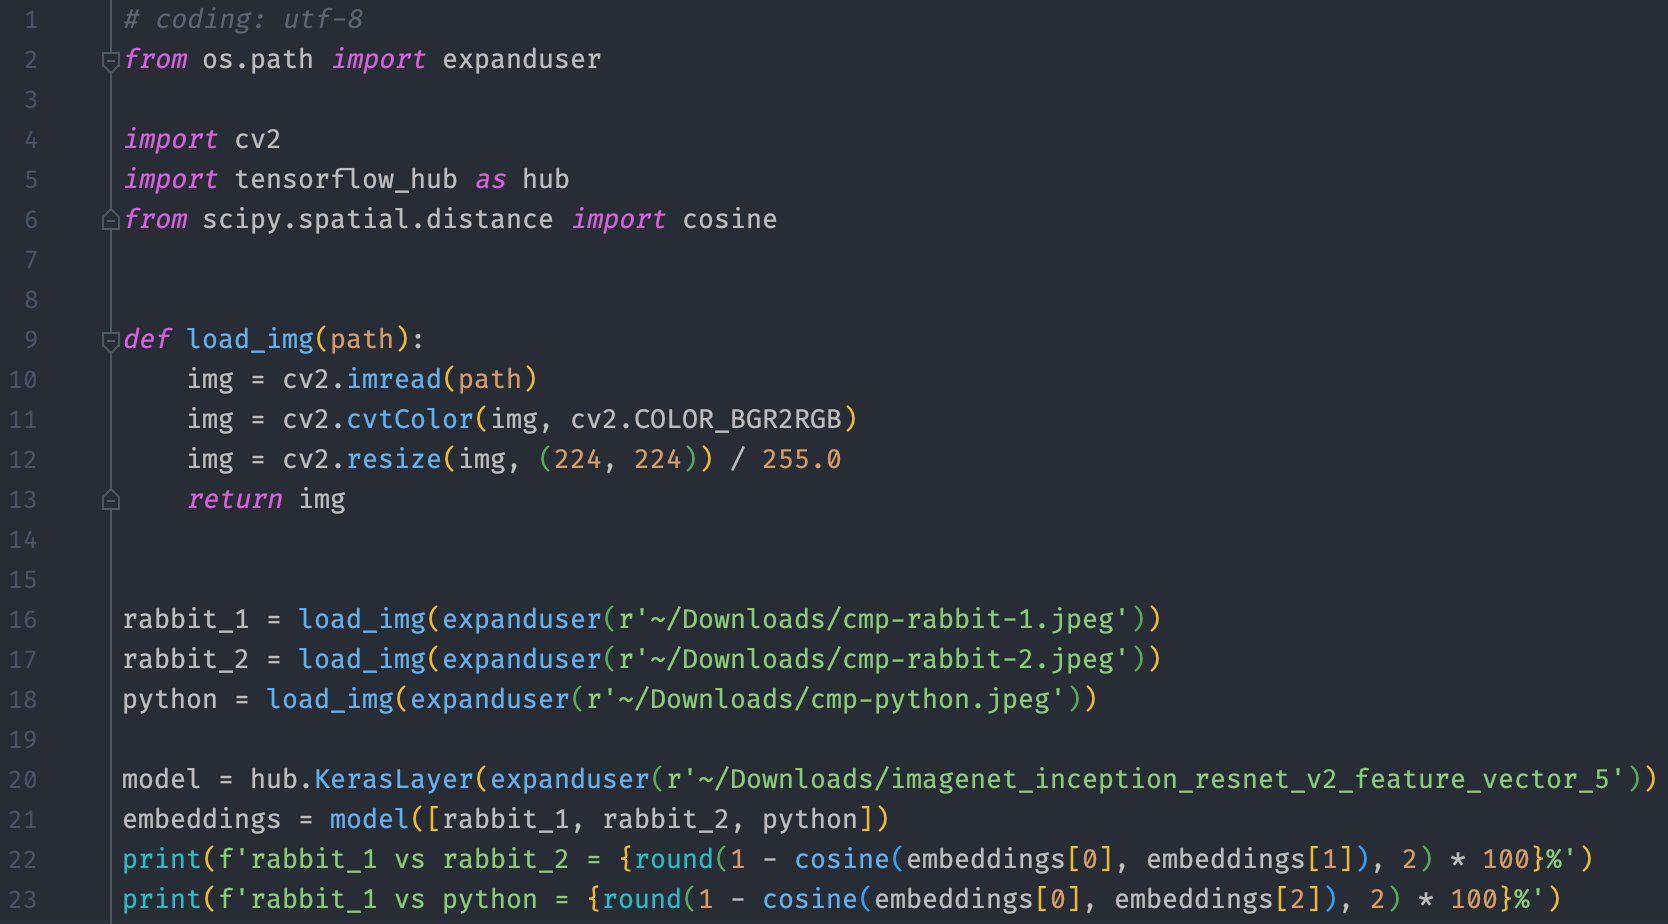 1 # coding: utf-8
2 from os.path import expanduser
3
4 import cv2
5 import tensorflow_hub as hub
6 from scipy.spatial.distance import cosine
7
8
9 def load_img(path):
10     img = cv2.imread(path)
11     img = cv2.cvtColor(img, cv2.COLOR_BGR2RGB)
12     img = cv2.resize(img, (224, 224)) / 255.0
13     return img
14
15
16 rabbit_1 = load_img(expanduser(r'~/Downloads/cmp-rabbit-1.jpeg'))
17 rabbit_2 = load_img(expanduser(r'~/Downloads/cmp-rabbit-2.jpeg'))
18 python = load_img(expanduser(r'~/Downloads/cmp-python.jpeg'))
19
20 model = hub.KerasLayer(expanduser(r'~/Downloads/imagenet_inception_resnet_v2_feature_vector_5'))
21 embeddings = model([rabbit_1, rabbit_2, python])
22 print(f'rabbit_1 vs rabbit_2 = {round(1 - cosine(embeddings[0], embeddings[1]), 2) * 100}%')
23 print(f'rabbit_1 vs python = {round(1 - cosine(embeddings[0], embeddings[2]), 2) * 100}%')